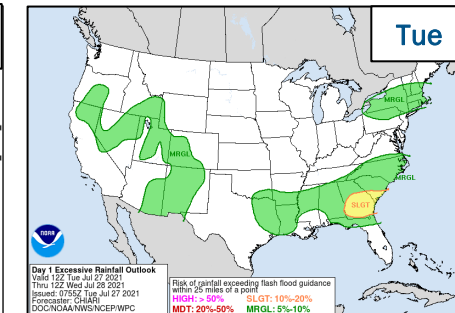 Tue
MRGL
MRGL
MRGL
SLGT
NOAA
Day 1 Excessive Rainfall Outlook
Valid 12Z Tue Jul 27 2021
Thru 12Z Wed Jul 28 2021
Issued: 0755Z Tue Jul 27 2021
Forecaster: CHIARI
DOC/NOAA/NWS/NCEP/WPC
Risk of rainfall exceeding flash flood guidance
within 25 miles of a point
HIGH: > 50% SLGT: 10%-20%
MDT: 20%-50% MRGL: 5%-10%